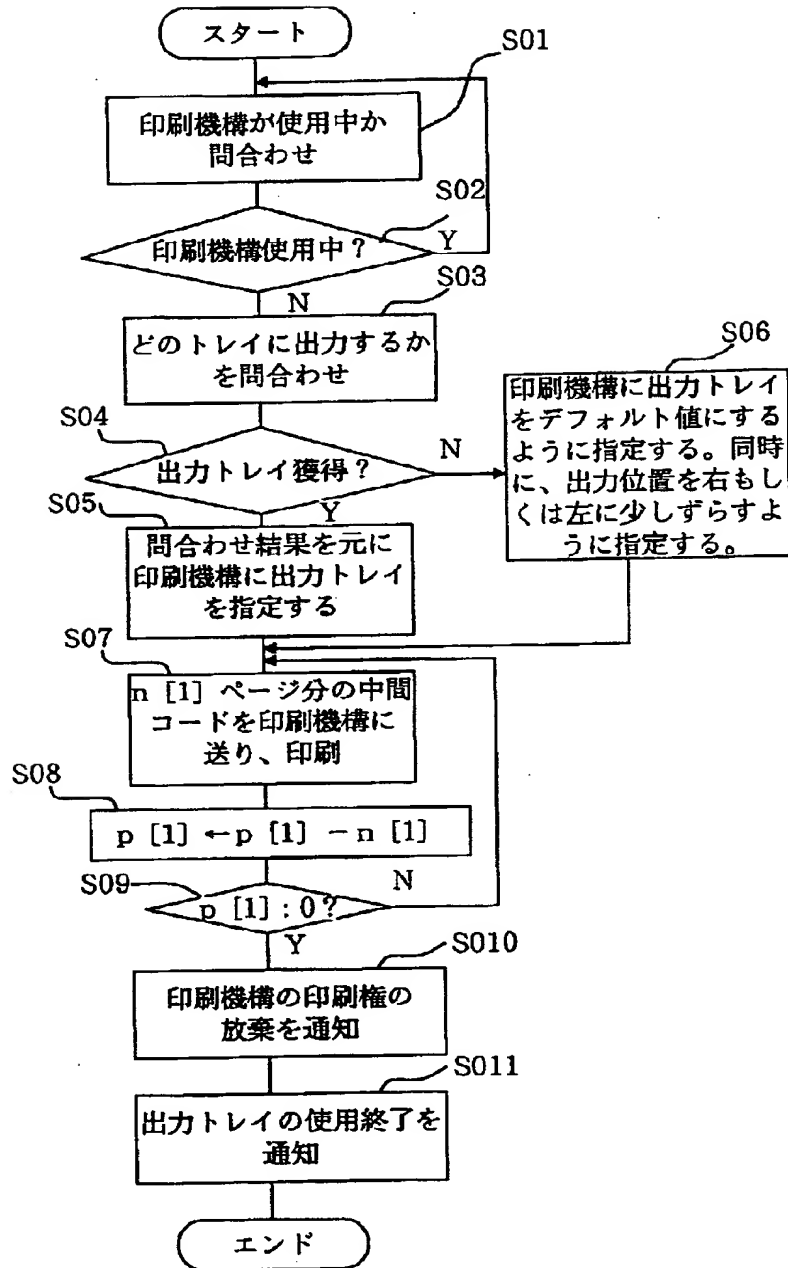 スタート
S01
印刷機構が使用中か
問合わせ
S02
印刷機構使用中？
Y
N
S03
どのトレイに出力するか
を問合わせ
S04
出力トレイ獲得？
N
Y
S06
印刷機構に出力トレイ
をデフォルト値にする
ように指定する。同時
に、出力位置を右もし
くは左に少しずらすよ
うに指定する。
S05
問合わせ結果を元に
印刷機構に出力トレイ
を指定する
S07
n [1] ページ分の中間
コードを印刷機構に
送り、印刷
S08
p [1] ←p [1] －n [1]
S09
p [1] : 0？
N
Y
S010
印刷機構の印刷権の
放棄を通知
S011
出力トレイの使用終了を
通知
エンド